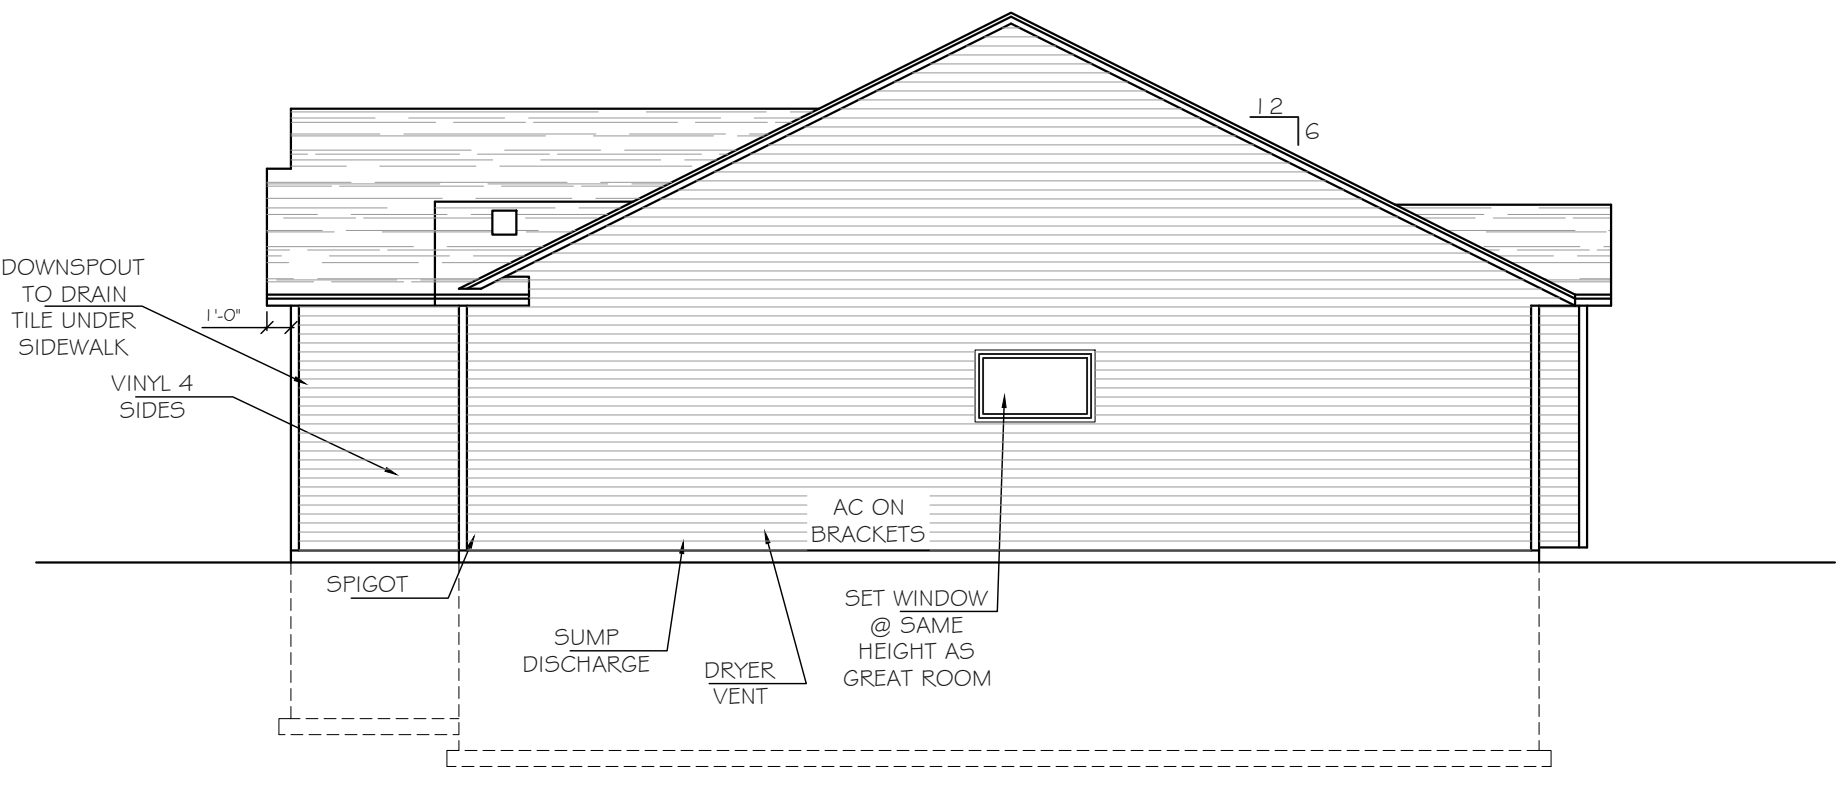 12
6
DOWNSPOUT
TO DRAIN
TILE UNDER
SIDEWALK
1'-0"
VINYL 4
SIDES
AC ON
BRACKETS
SPIGOT
SUMP
DISCHARGE
DRYER
VENT
SET WINDOW
@ SAME
HEIGHT AS
GREAT ROOM